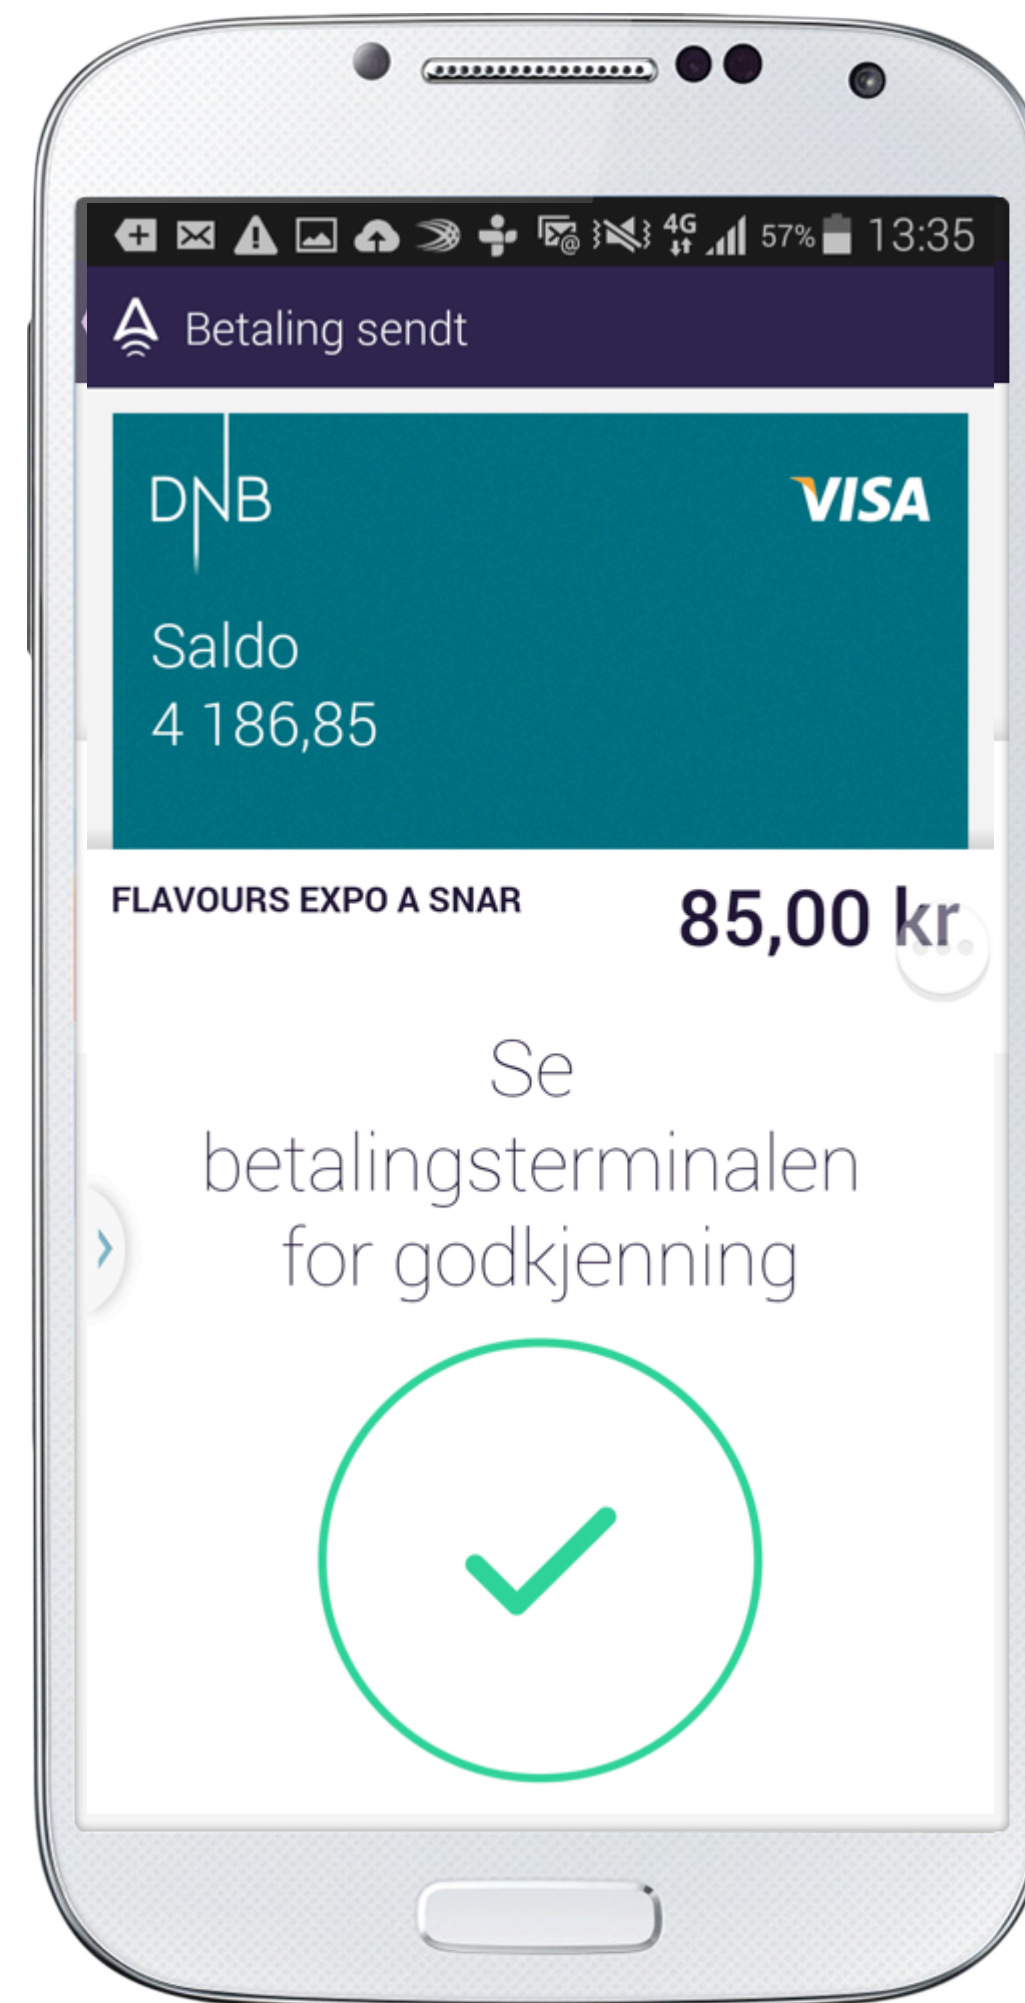 4G 57% 13:35
Betaling sendt
DNB VISA
Saldo
4 186,85
FLAVOURS EXPO A SNAR 85,00 kr
Se
betalingsterminalen
for godkjenning